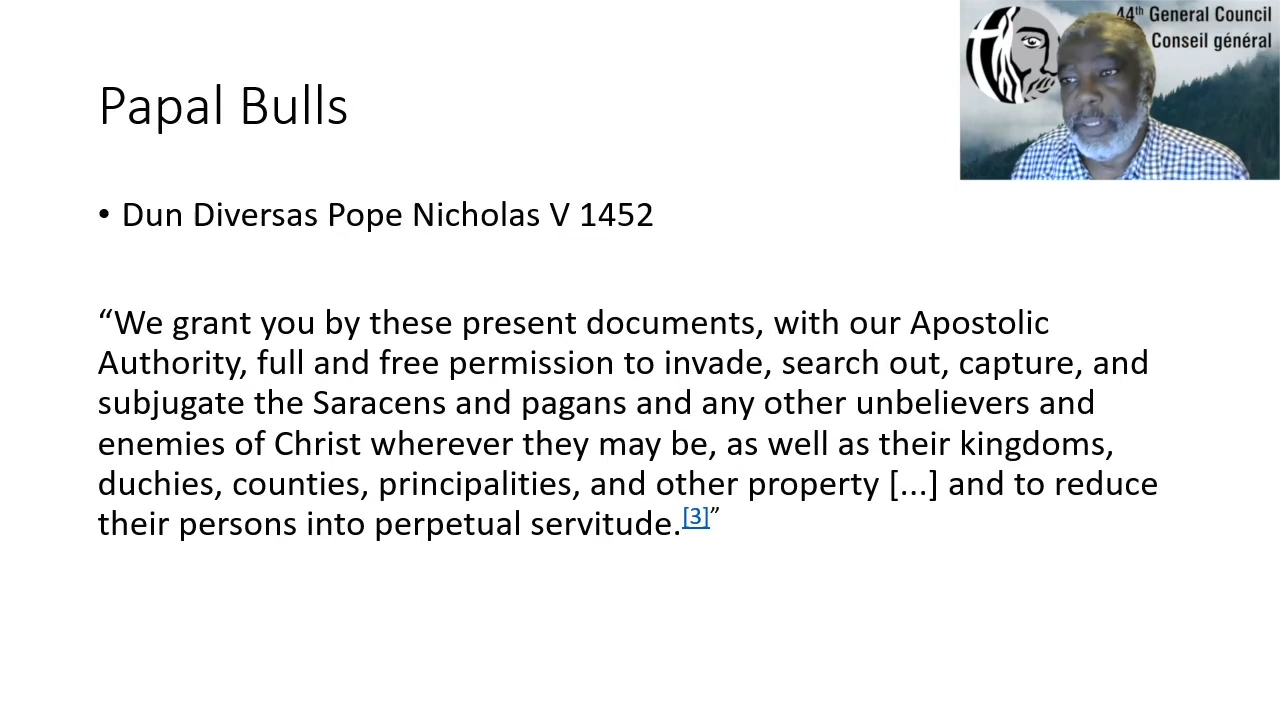 Papal Bulls
• Dun Diversas Pope Nicholas V 1452
“We grant you by these present documents, with our Apostolic
Authority, full and free permission to invade, search out, capture, and
subjugate the Saracens and pagans and any other unbelievers and
enemies of Christ wherever they may be, as well as their kingdoms,
duchies, counties, principalities, and other property [...] and to reduce
their persons into perpetual servitude.[3]”
44th General Council
Conseil général